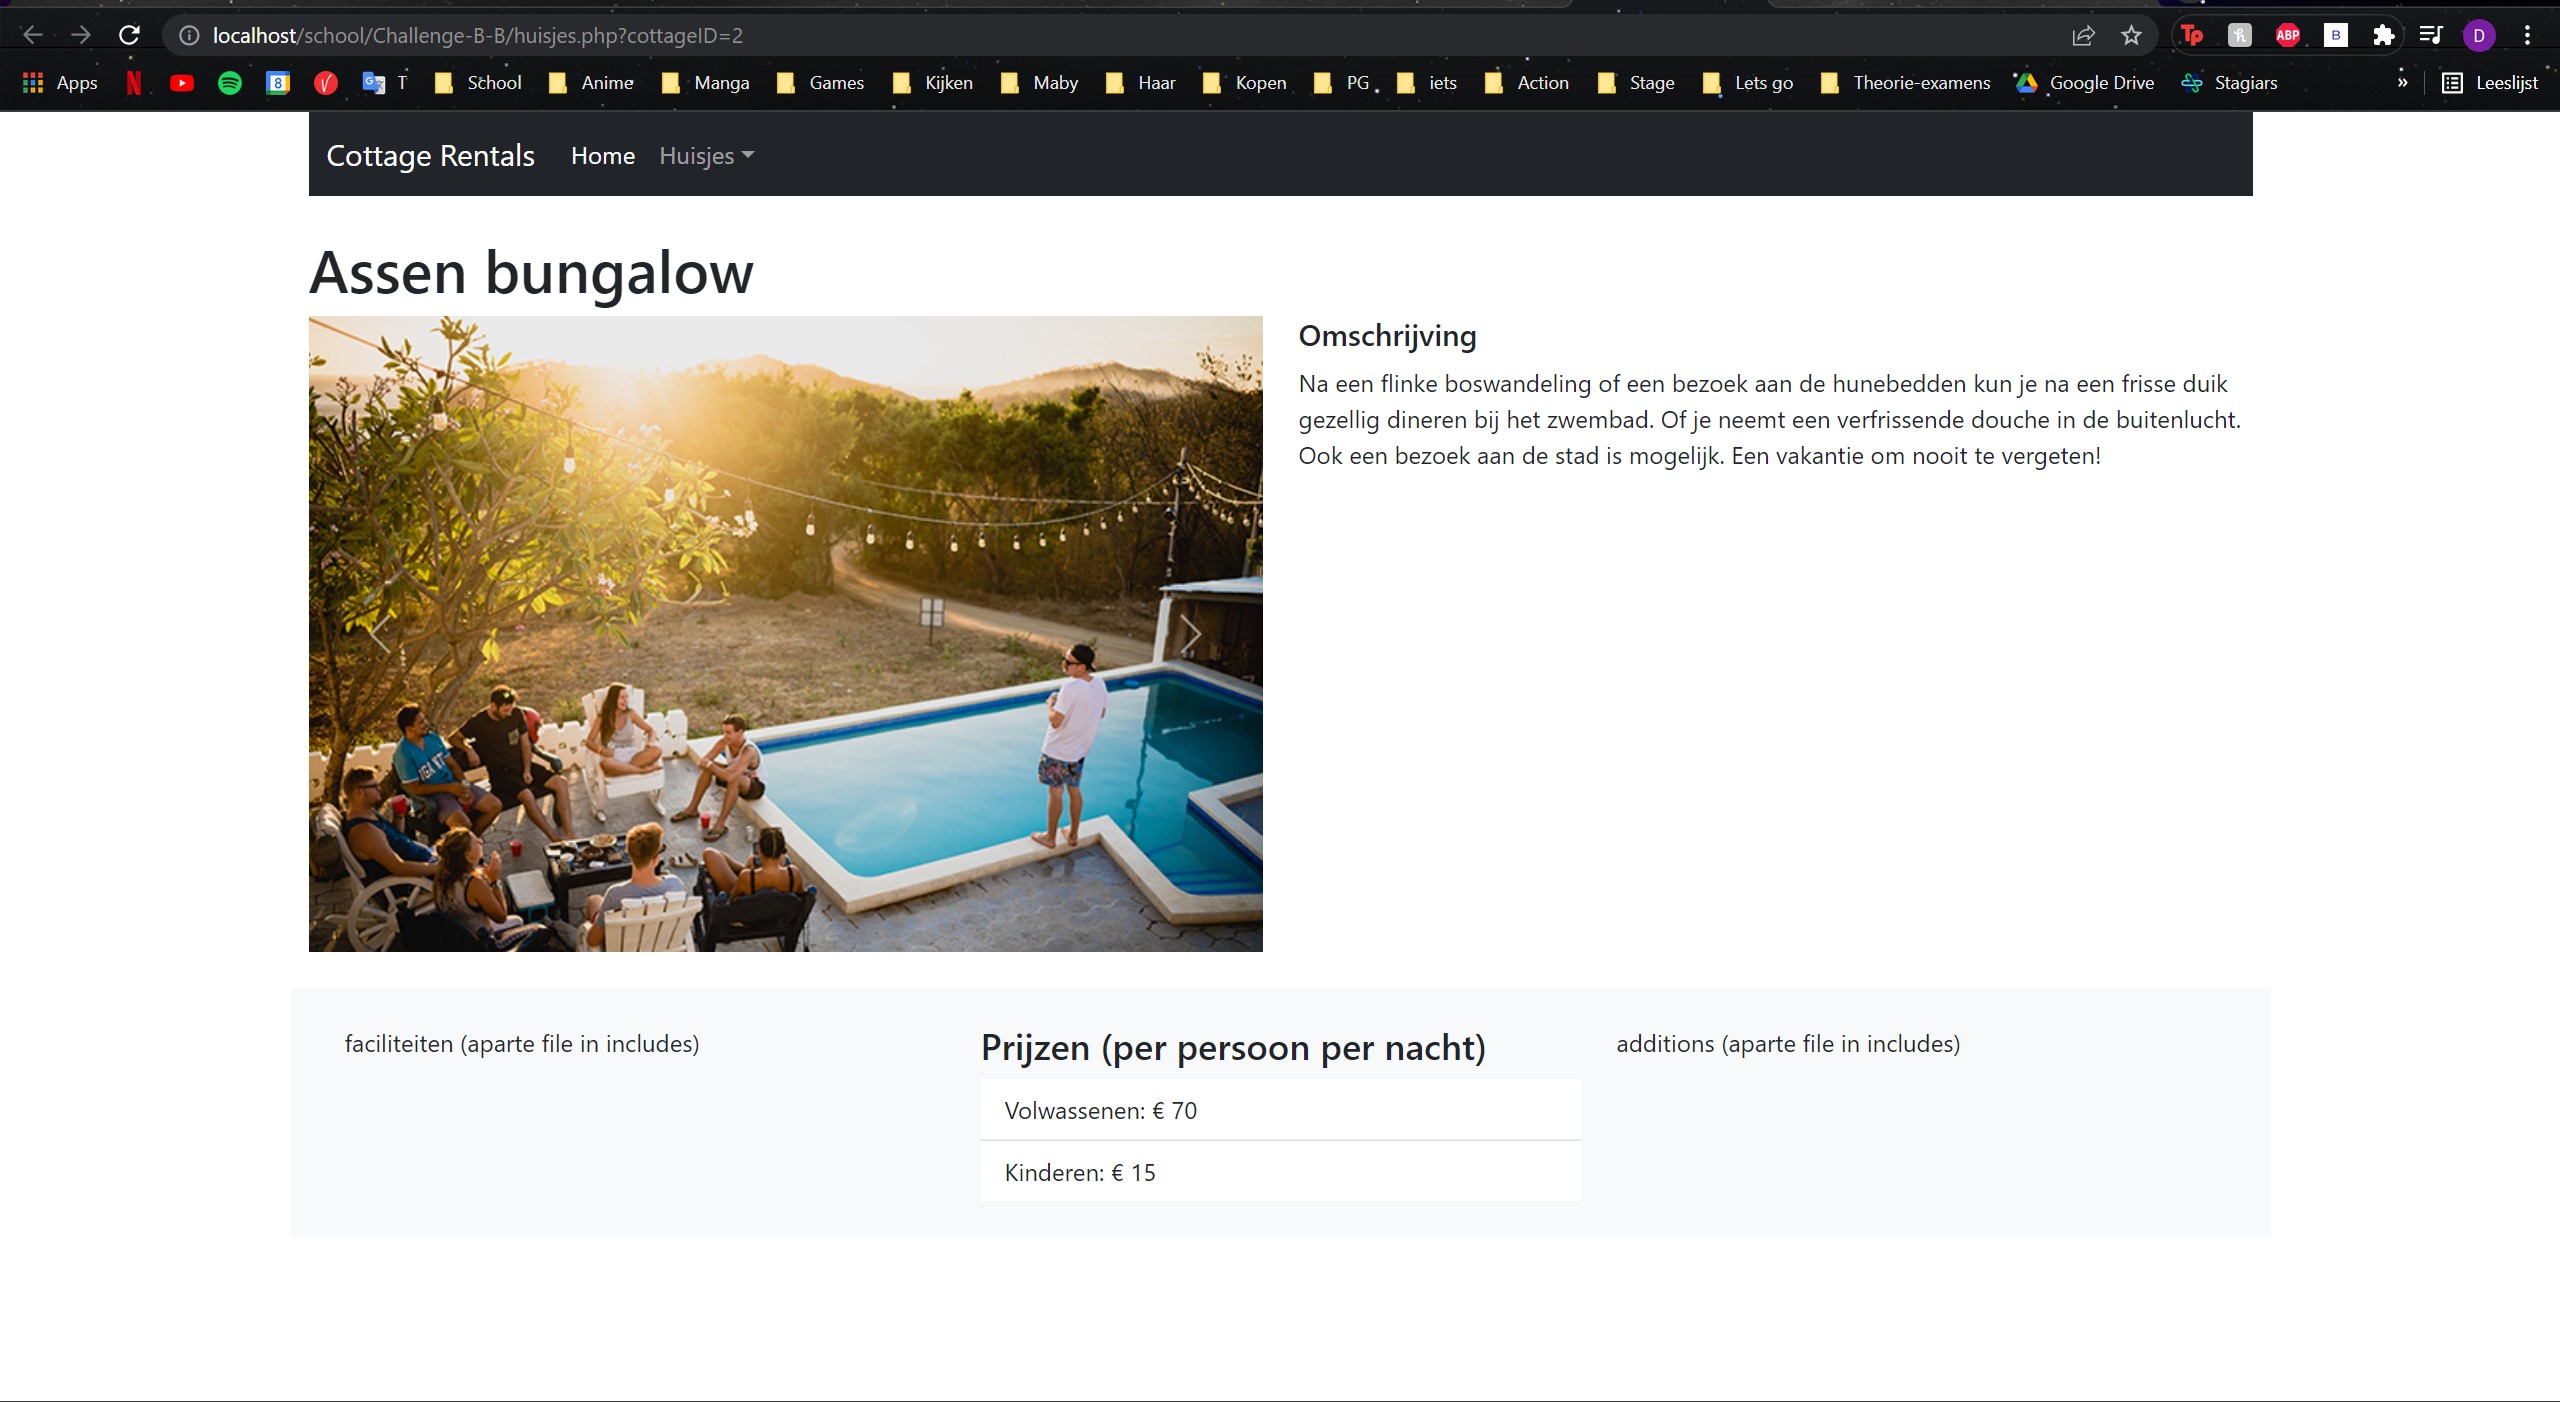 localhost/school/Challenge-B-B/huisjes.php?cottageID=2
Tp h ABP B D
Apps N 8 G T School Anime Manga Games Kijken Maby Haar Kopen PG iets Action Stage Lets go Theorie-examens Google Drive Stagiars » Leeslijst
Cottage Rentals Home Huisjes
Assen bungalow
Omschrijving
Na een flinke boswandeling of een bezoek aan de hunebedden kun je na een frisse duik
gezellig dineren bij het zwembad. Of je neemt een verfrissende douche in de buitenlucht.
Ook een bezoek aan de stad is mogelijk. Een vakantie om nooit te vergeten!
faciliteiten (aparte file in includes)
Prijzen (per persoon per nacht)
Volwassenen: € 70
Kinderen: € 15
additions (aparte file in includes)